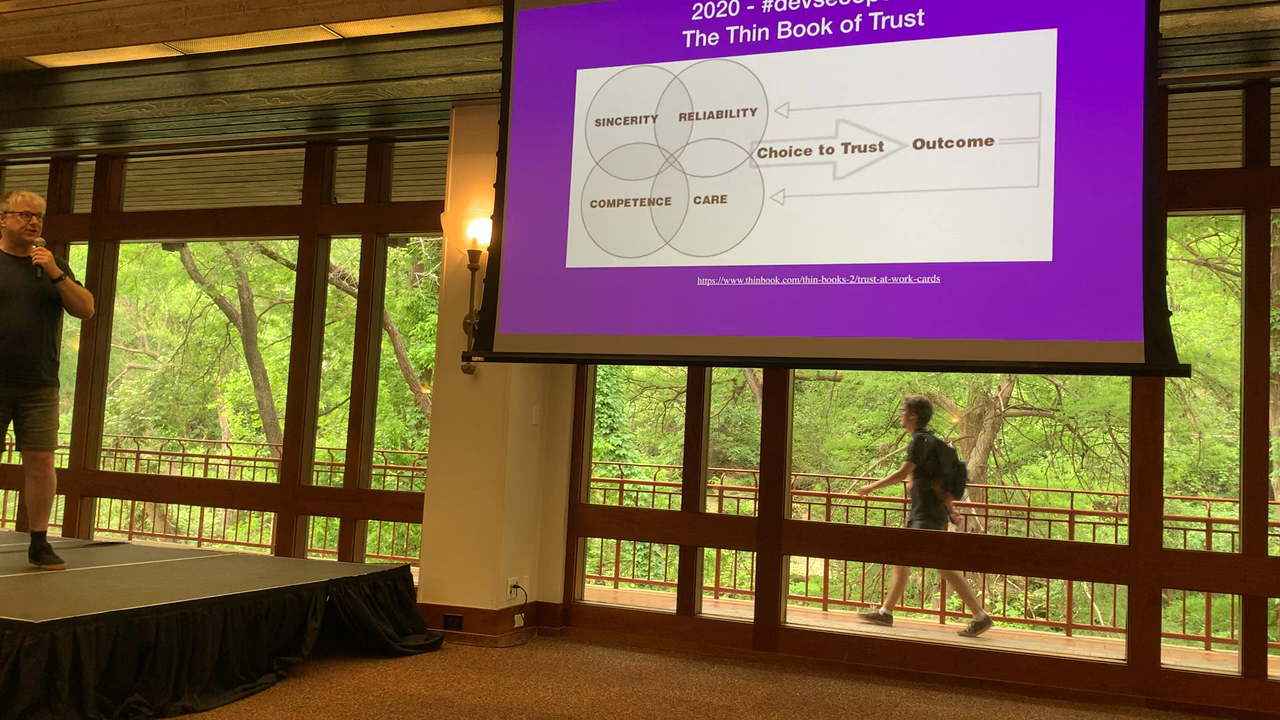 2020 -
The Thin Book of Trust
SINCERITY
RELIABILITY
Choice to Trust
Outcome
COMPETENCE
CARE
https://www.thinbook.com/thin-books-2/trust-at-work-cards